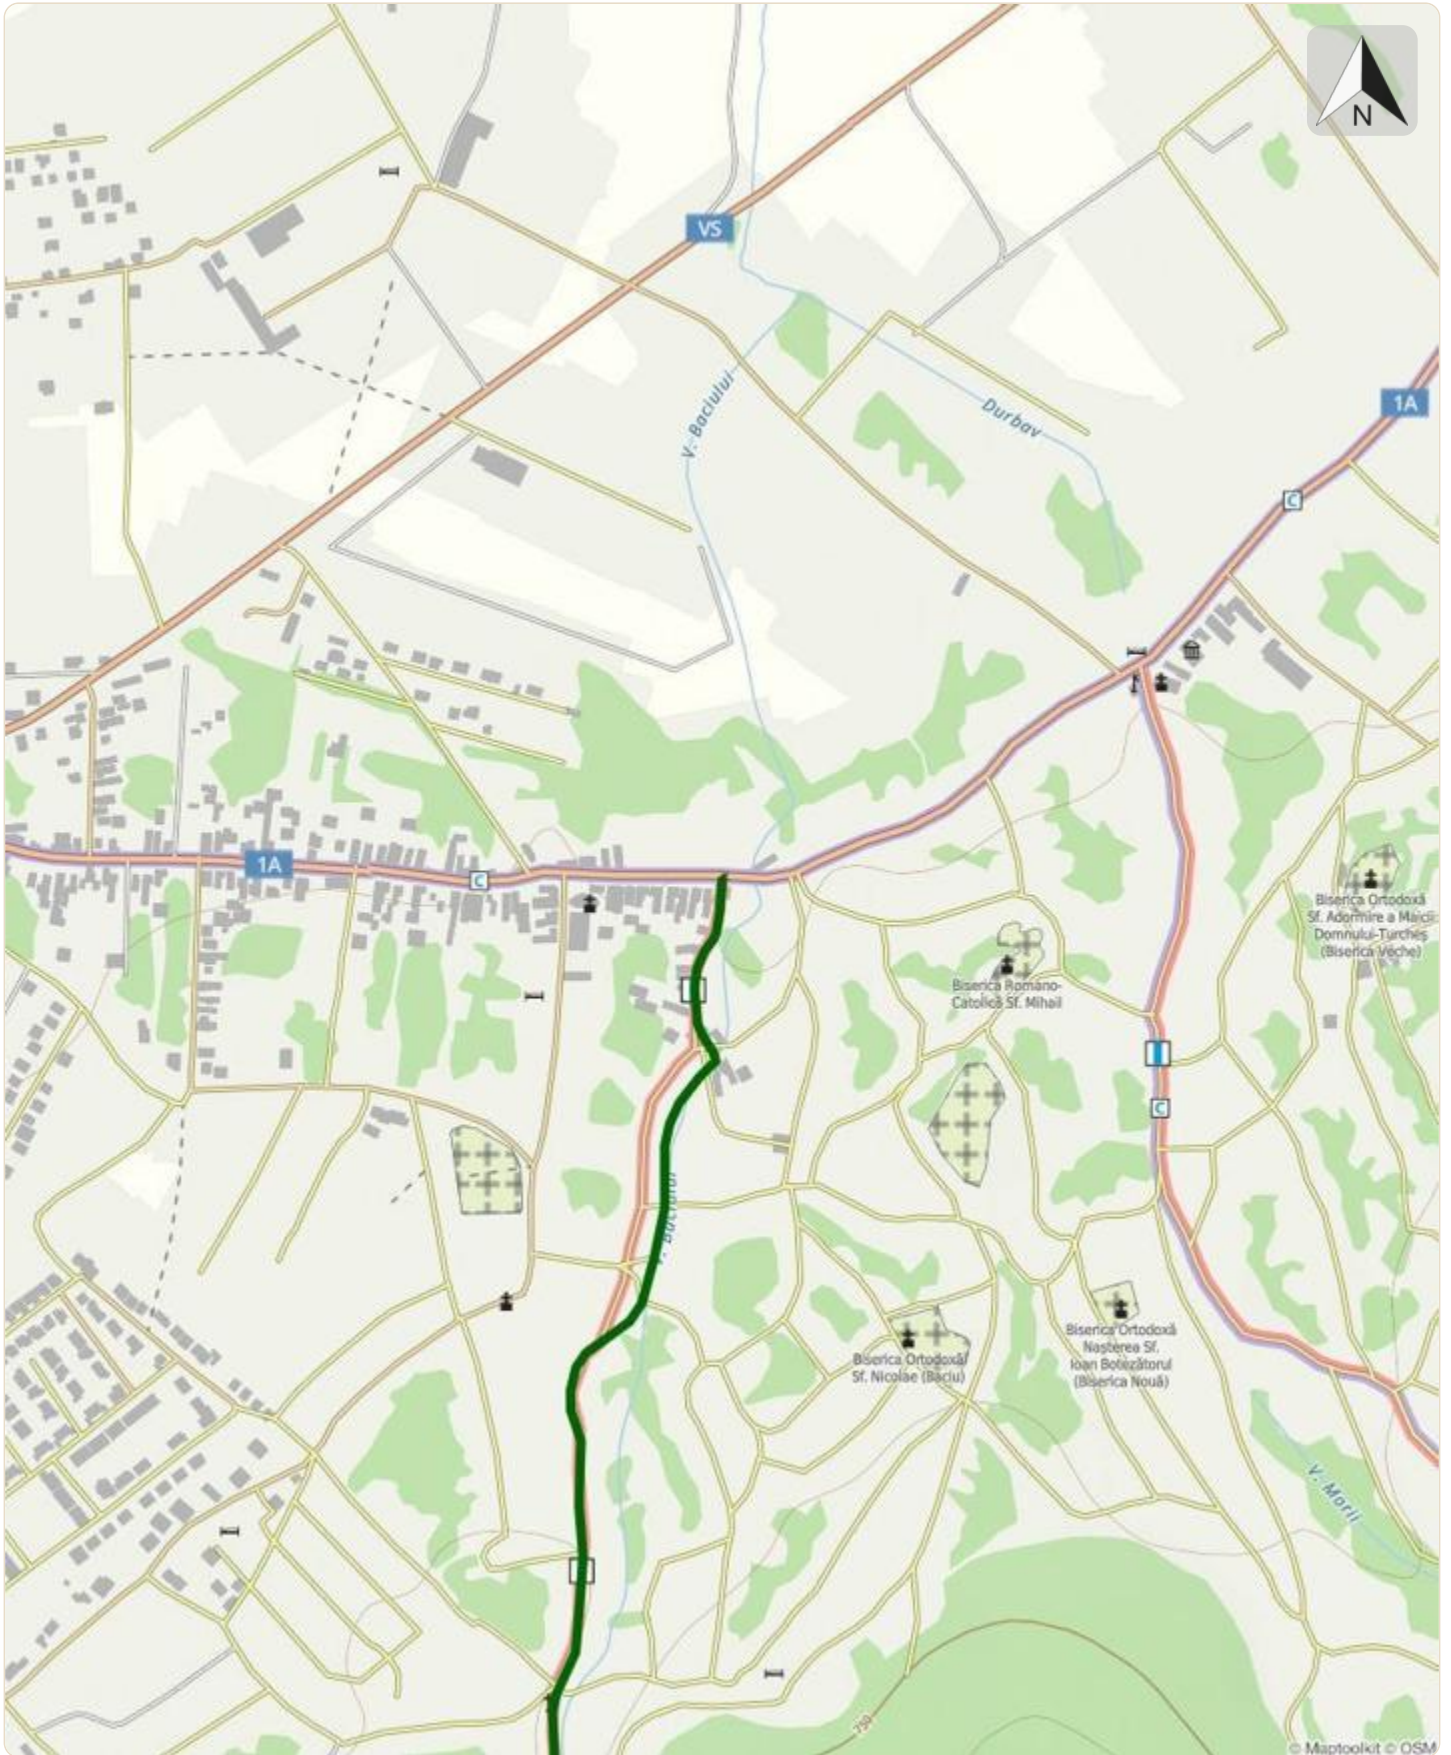 N
VS
V. Baciului
Durbav
1A
C
1A
C
Biserica Ortodoxă
Sf. Adormire a Maicii
Domnului-Turcheș
(Biserica Veche)
Biserica Romano-
Catolică Sf. Mihail
C
V. Baciului
Biserica Ortodoxă
Nașterea Sf.
Ioan Botezătorul
(Biserica Nouă)
Biserica Ortodoxă
Sf. Nicolae (Baciu)
V. Morii
750
© Maptoolkit © OSM